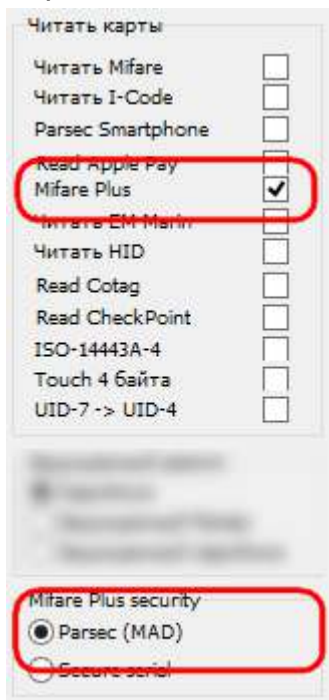 Читать карты
Читать Mifare
Читать I-Code
Parsec Smartphone
Read Apple Pay
Mifare Plus
Читать EM Marin
Читать HID
Read Cotag
Read CheckPoint
ISO-14443A-4
Touch 4 байта
UID-7 -> UID-4
Mifare Plus security
Parsec (MAD)
Secure serial